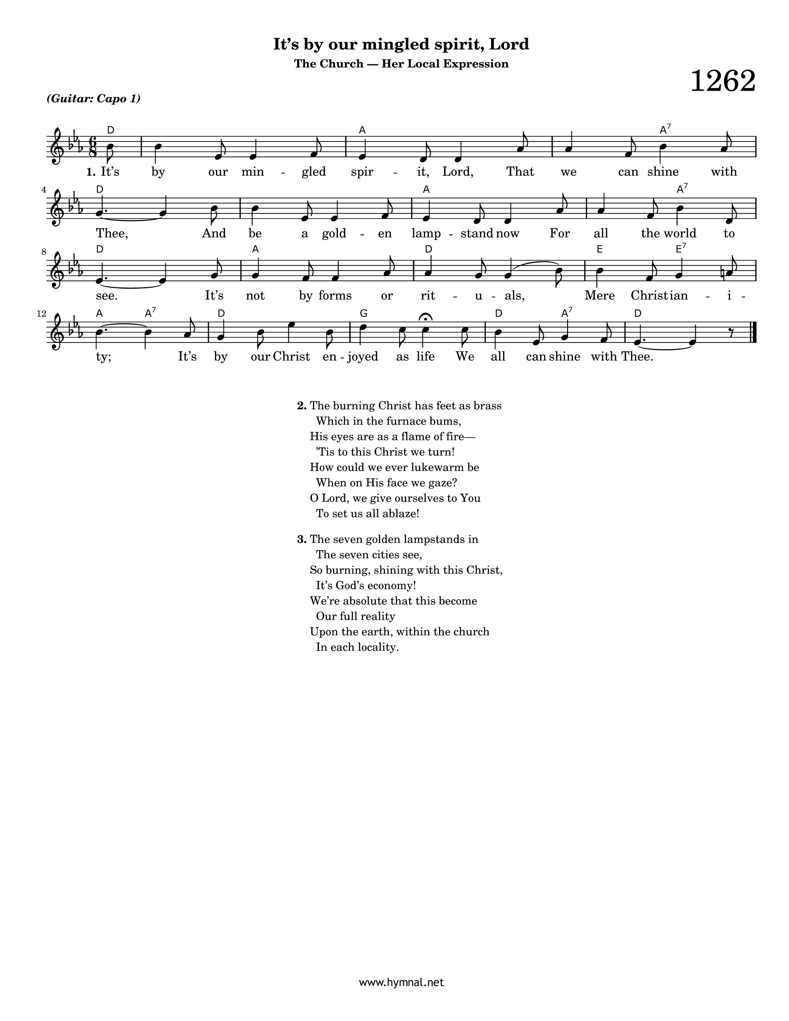 It's by our mingled spirit, Lord
The Church — Her Local Expression
1262
(Guitar: Capo 1)
D A A7
1. It's by our min - gled spir - it, Lord, That we can shine with
4 D A A7
Thee, And be a gold - en lamp - stand now For all the world to
8 D A D E E7
see. It's not by forms or rit - u - als, Mere Christian - i -
12 A A7 D G D A7 D
ty; It's by our Christ en - joyed as life We all can shine with Thee.
2. The burning Christ has feet as brass
Which in the furnace bums,
His eyes are as a flame of fire—
'Tis to this Christ we turn!
How could we ever lukewarm be
When on His face we gaze?
O Lord, we give ourselves to You
To set us all ablaze!
3. The seven golden lampstands in
The seven cities see,
So burning, shining with this Christ,
It's God's economy!
We're absolute that this become
Our full reality
Upon the earth, within the church
In each locality.
www.hymnal.net